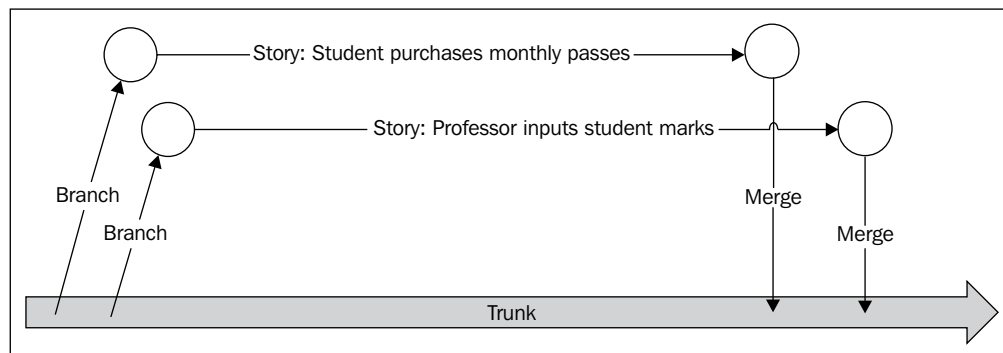 Story: Student purchases monthly passes
Story: Professor inputs student marks
Branch
Branch
Merge
Merge
Trunk